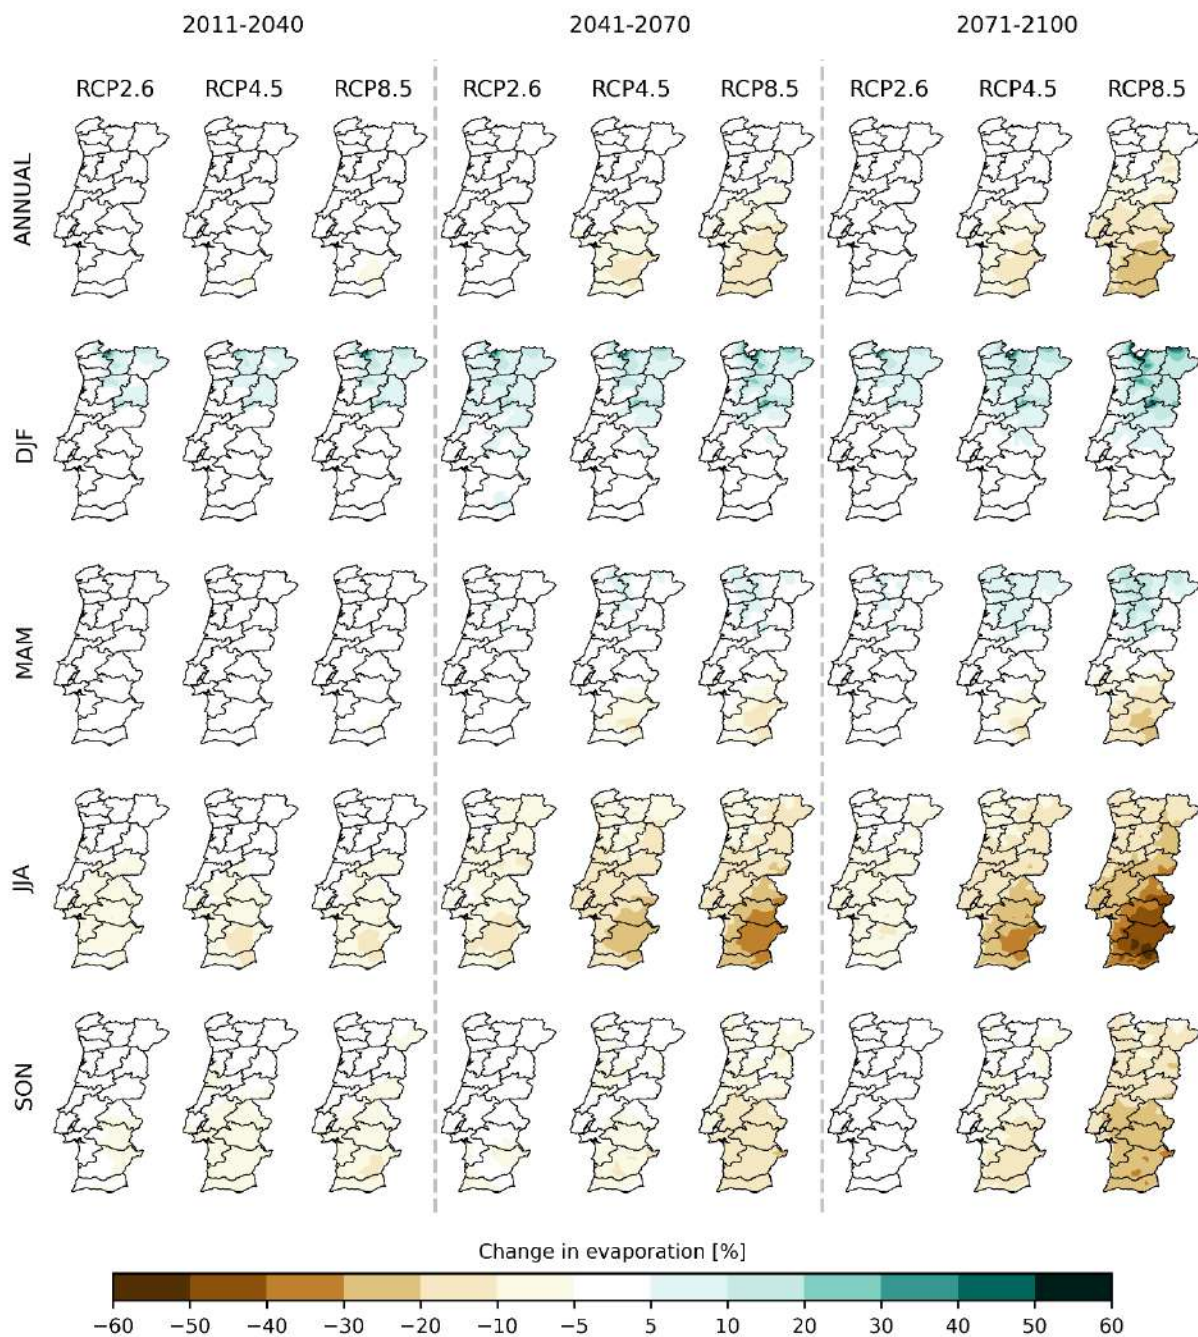 2011-2040 2041-2070 2071-2100
RCP2.6 RCP4.5 RCP8.5 RCP2.6 RCP4.5 RCP8.5 RCP2.6 RCP4.5 RCP8.5
ANNUAL
DJF
MAM
JJA
SON
Change in evaporation [%]
−60 −50 −40 −30 −20 −10 −5 5 10 20 30 40 50 60